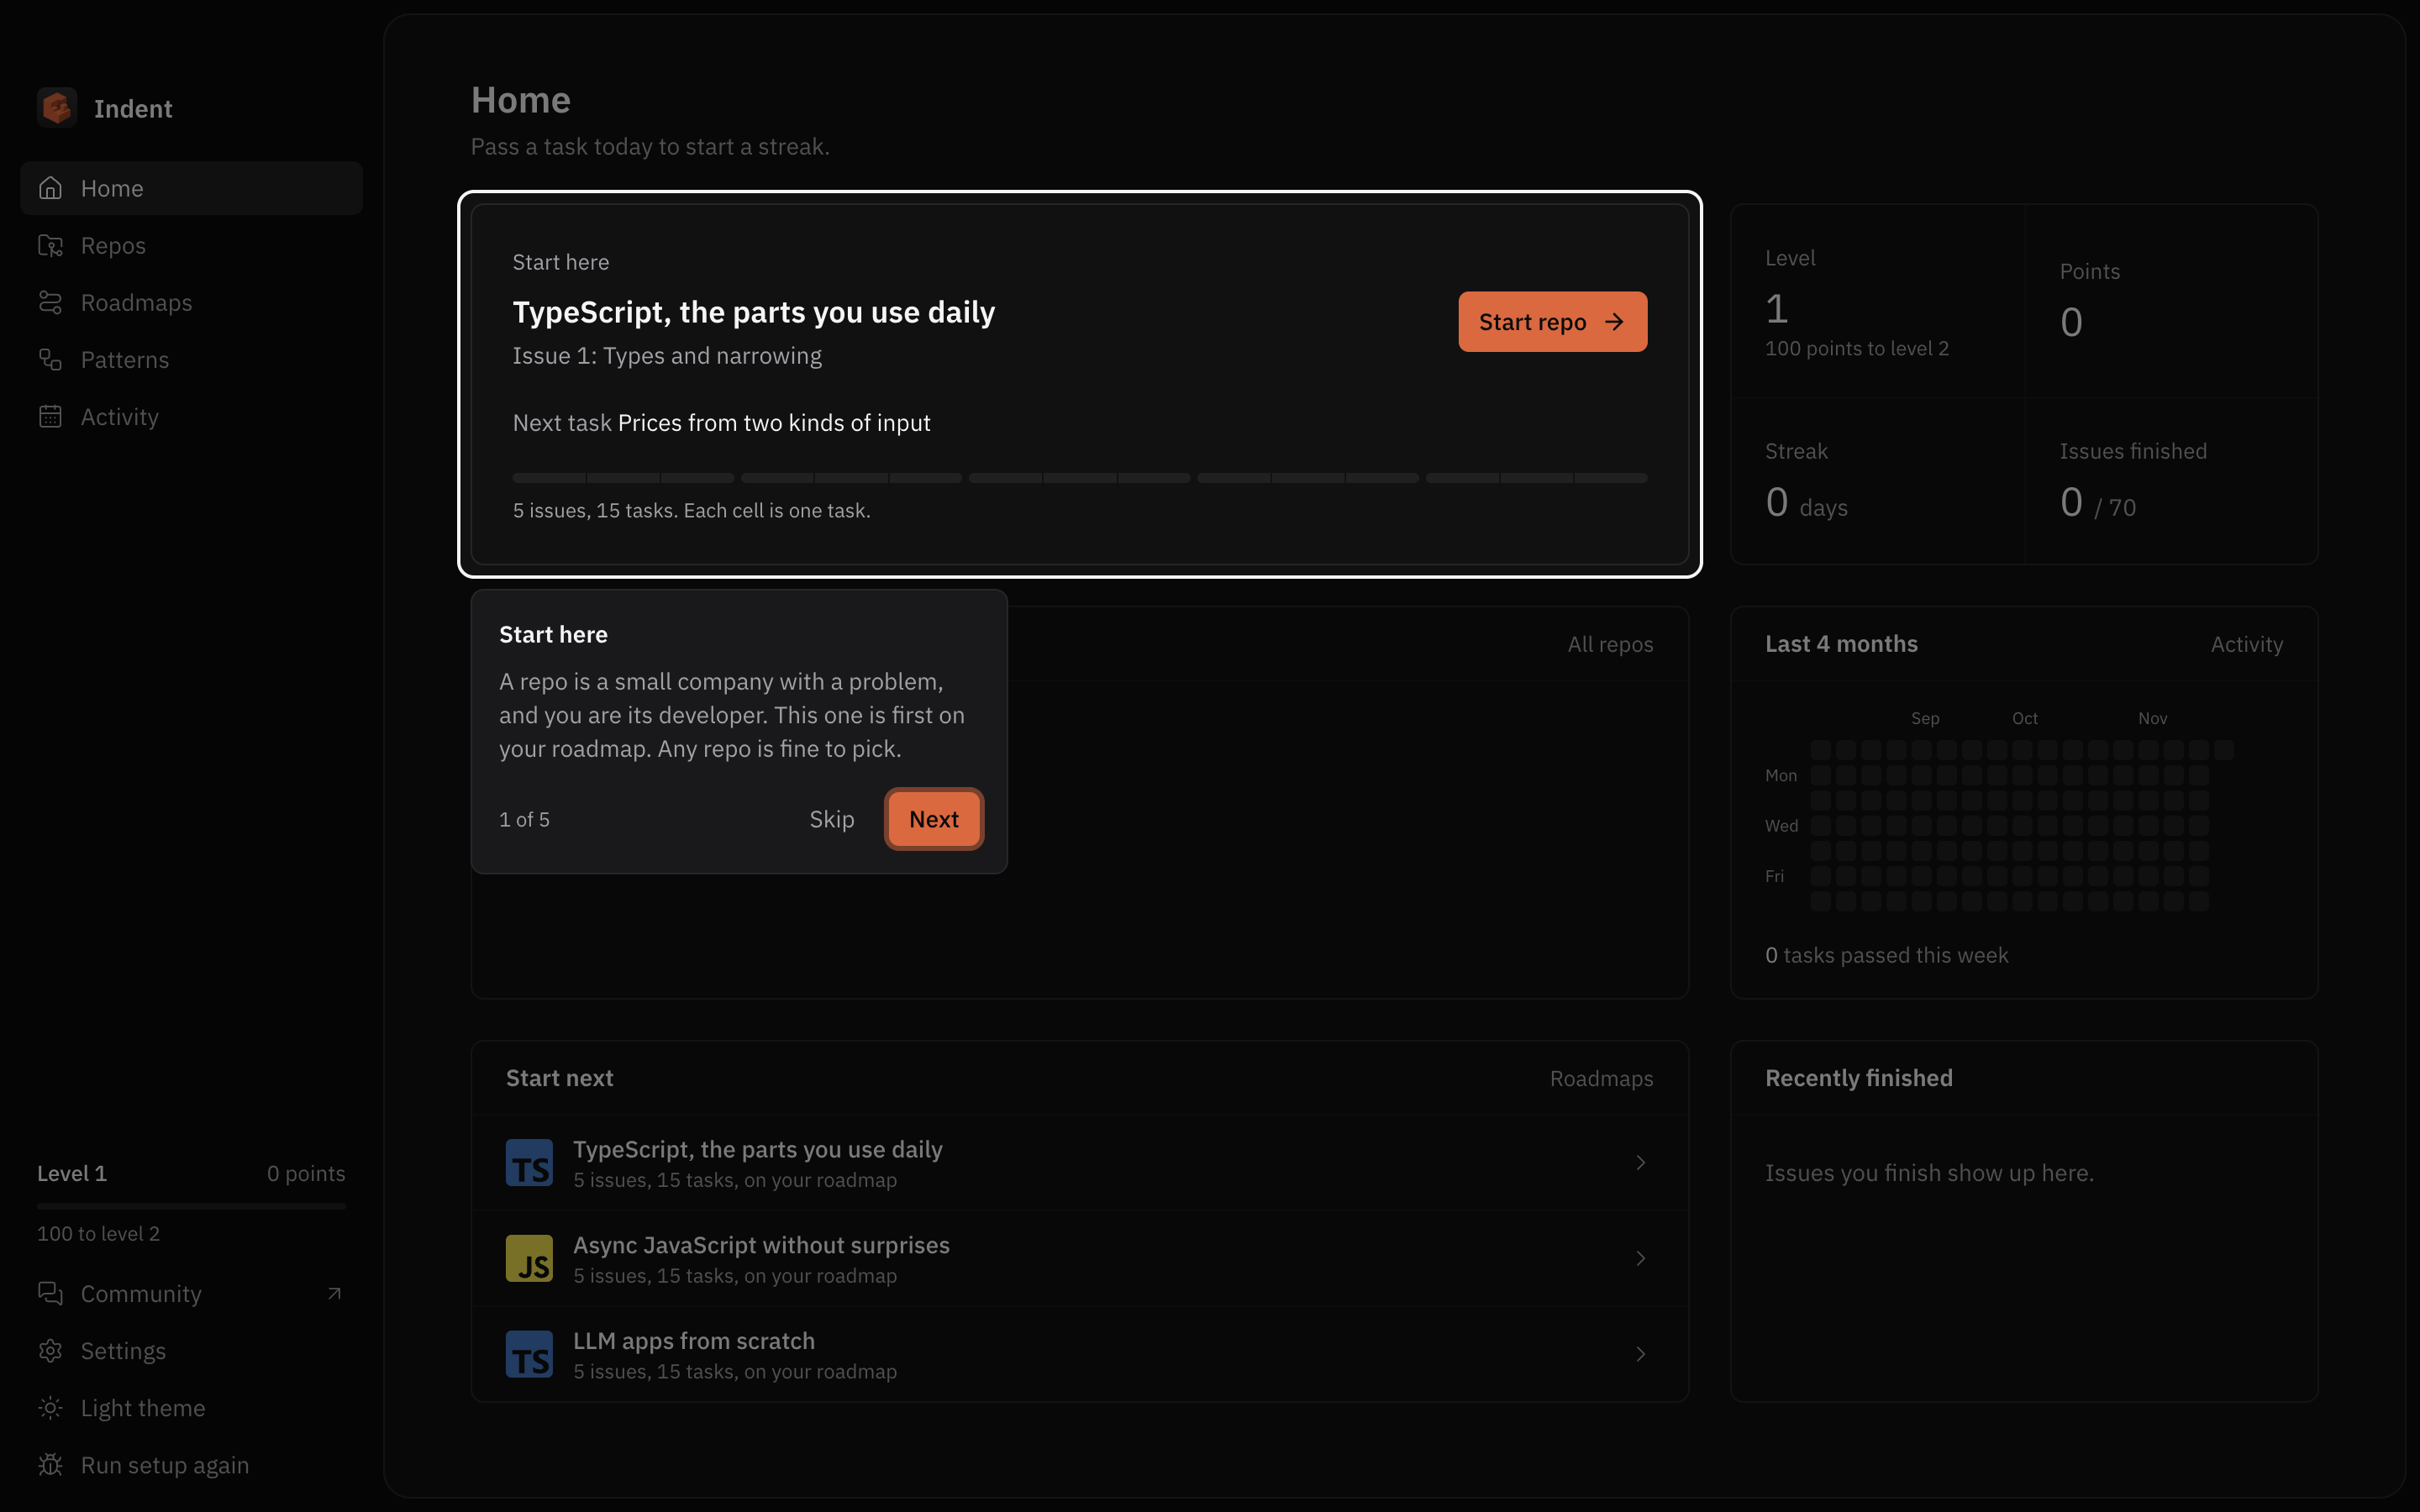 Indent
Home
Repos
Roadmaps
Patterns
Activity
Level 1
0 points
100 to level 2
Community
Settings
Light theme
Run setup again
Home
Pass a task today to start a streak.
Start here
TypeScript, the parts you use daily
Issue 1: Types and narrowing
Start repo
Next task Prices from two kinds of input
5 issues, 15 tasks. Each cell is one task.
Level
1
100 points to level 2
Points
0
Streak
0 days
Issues finished
0 / 70
Start here
A repo is a small company with a problem,
and you are its developer. This one is first on
your roadmap. Any repo is fine to pick.
1 of 5
Skip
Next
All repos
Last 4 months
Activity
Sep
Oct
Nov
Mon
Wed
Fri
0 tasks passed this week
Start next
Roadmaps
TS
TypeScript, the parts you use daily
5 issues, 15 tasks, on your roadmap
JS
Async JavaScript without surprises
5 issues, 15 tasks, on your roadmap
TS
LLM apps from scratch
5 issues, 15 tasks, on your roadmap
Recently finished
Issues you finish show up here.